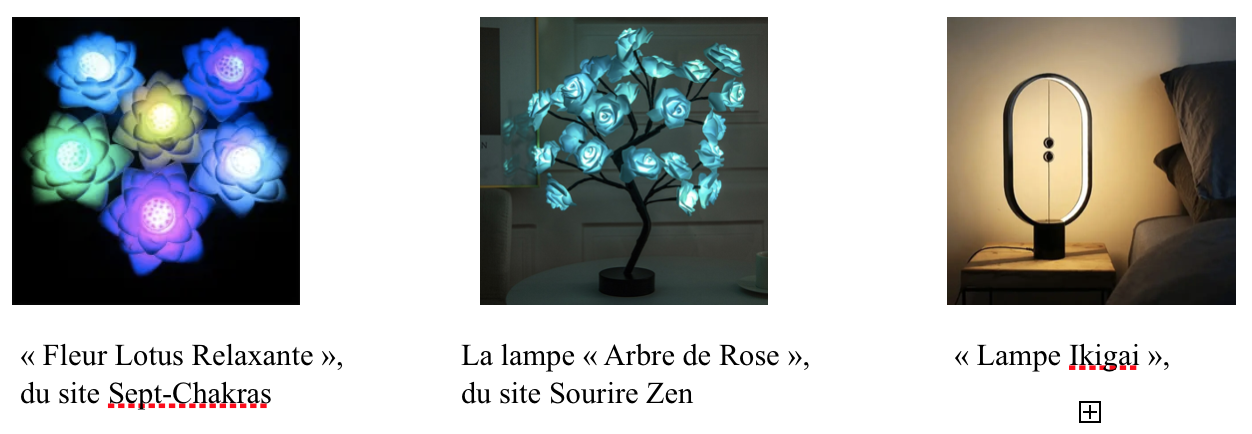 « Fleur Lotus Relaxante »,
du site Sept-Chakras
La lampe « Arbre de Rose »,
du site Sourire Zen
« Lampe Ikigai »,